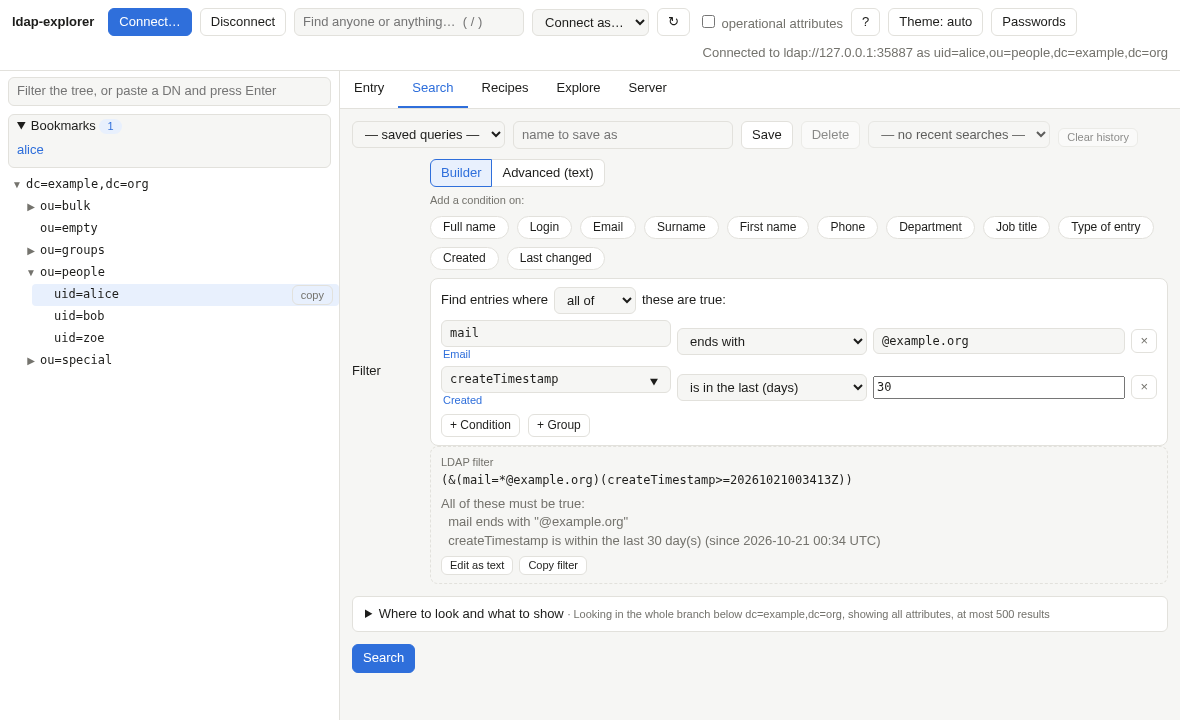 ldap-explorer Connect… Disconnect Find anyone or anything… ( / ) Connect as… ↻ operational attributes ? Theme: auto Passwords
Connected to ldap://127.0.0.1:35887 as uid=alice,ou=people,dc=example,dc=org
Filter the tree, or paste a DN and press Enter
▼ Bookmarks 1
alice
▼ dc=example,dc=org
▶ ou=bulk
ou=empty
▶ ou=groups
▼ ou=people
uid=alice copy
uid=bob
uid=zoe
▶ ou=special
Entry Search Recipes Explore Server
— saved queries — name to save as Save Delete — no recent searches — Clear history
Filter
Builder Advanced (text)
Add a condition on:
Full name Login Email Surname First name Phone Department Job title Type of entry
Created Last changed
Find entries where all of these are true:
mail ends with @example.org ×
Email
createTimestamp is in the last (days) 30 ×
Created
+ Condition + Group
LDAP filter
(&(mail=*@example.org)(createTimestamp>=20261021003413Z))
All of these must be true:
mail ends with "@example.org"
createTimestamp is within the last 30 day(s) (since 2026-10-21 00:34 UTC)
Edit as text Copy filter
▶ Where to look and what to show · Looking in the whole branch below dc=example,dc=org, showing all attributes, at most 500 results
Search